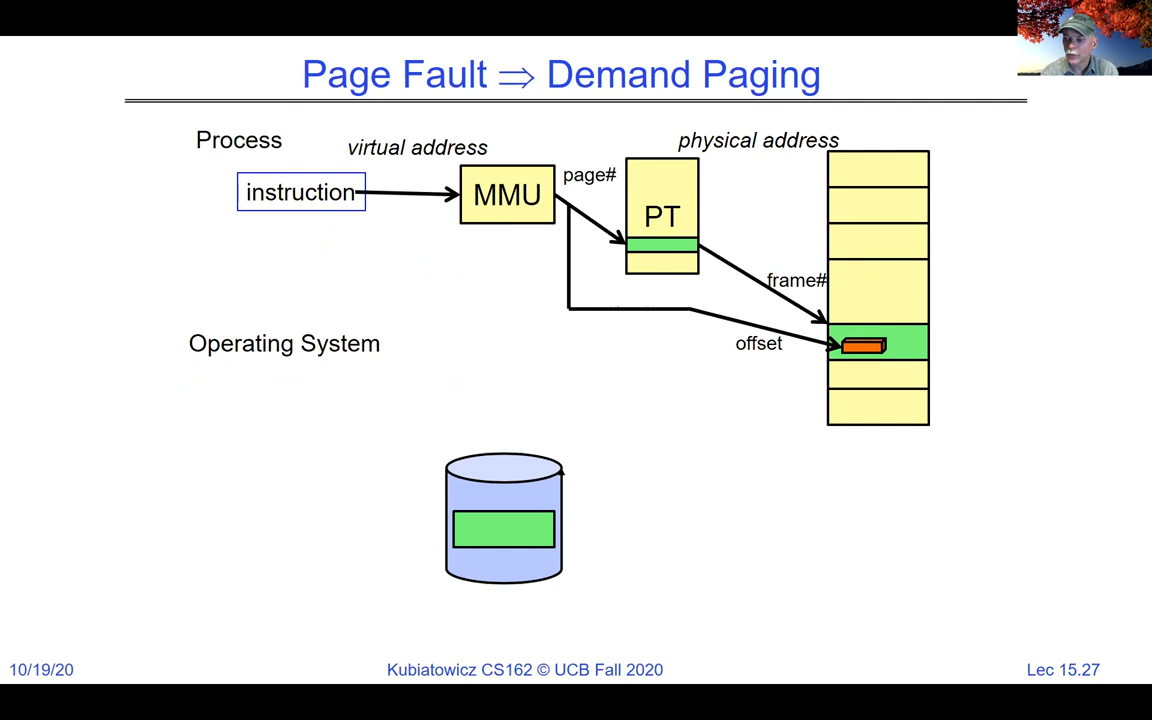 Page Fault ⇒ Demand Paging
Process
virtual address
physical address
instruction
MMU
page#
PT
frame#
offset
Operating System
10/19/20
Kubiatowicz CS162 © UCB Fall 2020
Lec 15.27